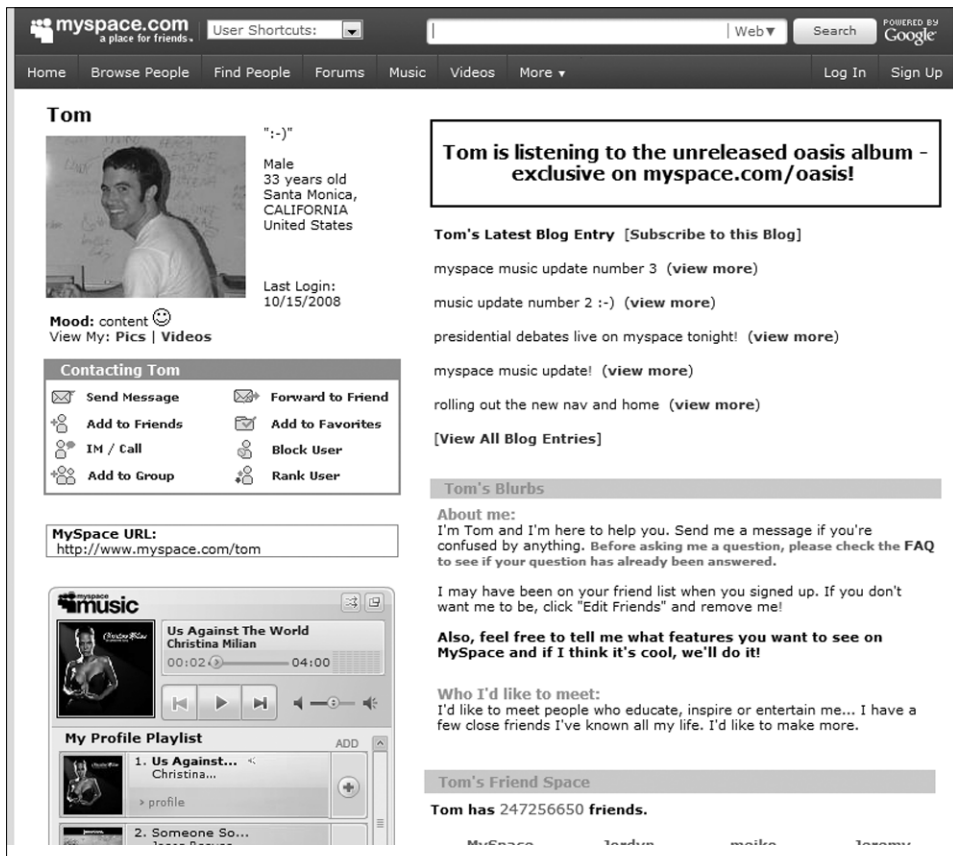 myspace.com
a place for friends.
User Shortcuts:
Web▼
Search
POWERED BY
Google
Home Browse People Find People Forums Music Videos More ▼ Log In Sign Up
Tom
":-)"
Male
33 years old
Santa Monica,
CALIFORNIA
United States
Last Login:
10/15/2008
Mood: content
View My: Pics | Videos
Contacting Tom
Send Message Forward to Friend
Add to Friends Add to Favorites
IM / Call Block User
Add to Group Rank User
MySpace URL:
http://www.myspace.com/tom
myspace
music
Christina Milian
Us Against The World
Christina Milian
00:02 04:00
My Profile Playlist ADD
1. Us Against...
Christina...
> profile
2. Someone So...
Tom is listening to the unreleased oasis album -
exclusive on myspace.com/oasis!
Tom's Latest Blog Entry [Subscribe to this Blog]
myspace music update number 3 (view more)
music update number 2 :-) (view more)
presidential debates live on myspace tonight! (view more)
myspace music update! (view more)
rolling out the new nav and home (view more)
[View All Blog Entries]
Tom's Blurbs
About me:
I'm Tom and I'm here to help you. Send me a message if you're
confused by anything. Before asking me a question, please check the FAQ
to see if your question has already been answered.
I may have been on your friend list when you signed up. If you don't
want me to be, click "Edit Friends" and remove me!
Also, feel free to tell me what features you want to see on
MySpace and if I think it's cool, we'll do it!
Who I'd like to meet:
I'd like to meet people who educate, inspire or entertain me... I have a
few close friends I've known all my life. I'd like to make more.
Tom's Friend Space
Tom has 247256650 friends.
MySpace Jordyn meiko Jeremy